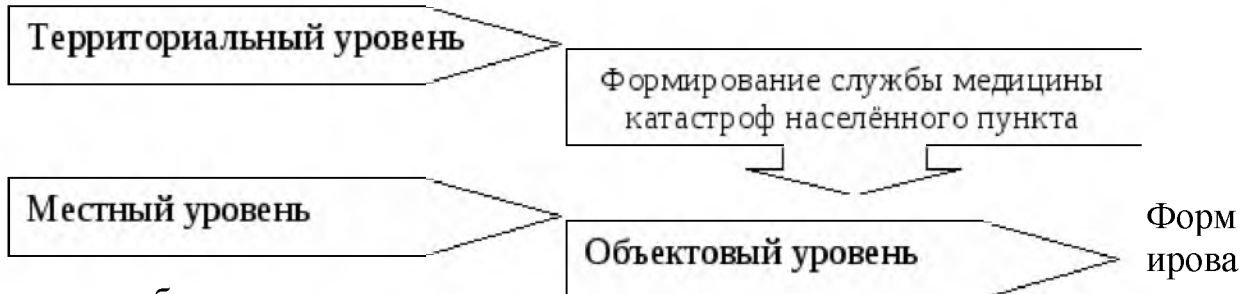 Территориальный уровень
Формирование службы медицины
катастроф населённого пункта
Местный уровень
Объектовый уровень
Форм
ирова